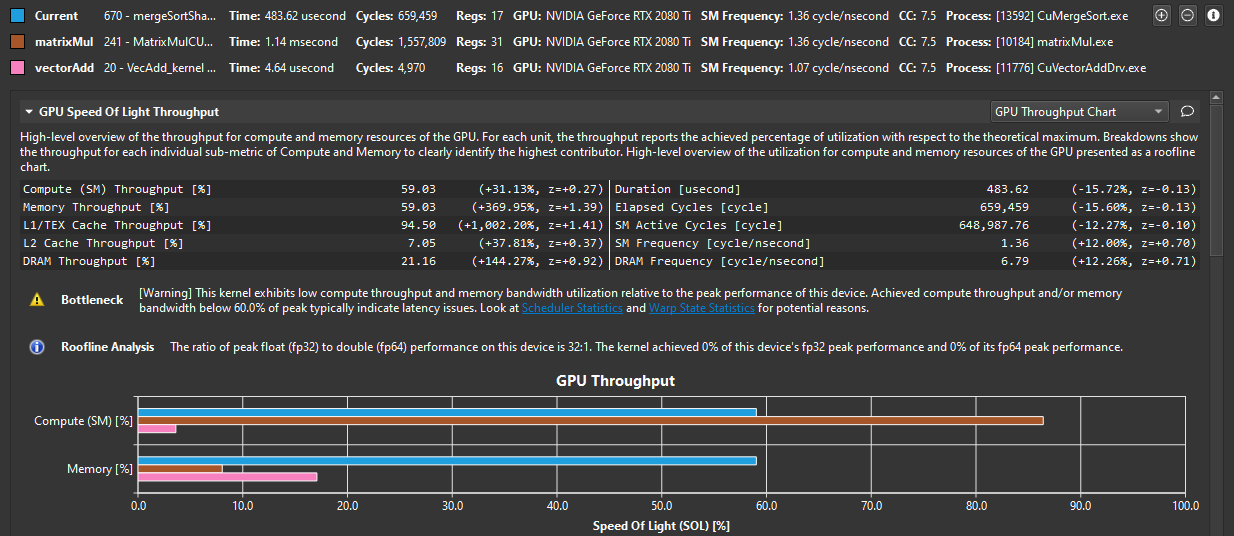 Current 670 - mergeSortSha... Time: 483.62 usecond Cycles: 659,459 Regs: 17 GPU: NVIDIA GeForce RTX 2080 Ti SM Frequency: 1.36 cycle/nsecond CC: 7.5 Process: [13592] CuMergeSort.exe
matrixMul 241 - MatrixMulCU... Time: 1.14 msecond Cycles: 1,557,809 Regs: 31 GPU: NVIDIA GeForce RTX 2080 Ti SM Frequency: 1.36 cycle/nsecond CC: 7.5 Process: [10184] matrixMul.exe
vectorAdd 20 - VecAdd_kernel ... Time: 4.64 usecond Cycles: 4,970 Regs: 16 GPU: NVIDIA GeForce RTX 2080 Ti SM Frequency: 1.07 cycle/nsecond CC: 7.5 Process: [11776] CuVectorAddDrv.exe
GPU Speed Of Light Throughput GPU Throughput Chart
High-level overview of the throughput for compute and memory resources of the GPU. For each unit, the throughput reports the achieved percentage of utilization with respect to the theoretical maximum. Breakdowns show
the throughput for each individual sub-metric of Compute and Memory to clearly identify the highest contributor. High-level overview of the utilization for compute and memory resources of the GPU presented as a roofline
chart.
Compute (SM) Throughput [%] 59.03 (+31.13%, z=+0.27) Duration [usecond] 483.62 (-15.72%, z=-0.13)
Memory Throughput [%] 59.03 (+369.95%, z=+1.39) Elapsed Cycles [cycle] 659,459 (-15.60%, z=-0.13)
L1/TEX Cache Throughput [%] 94.50 (+1,002.20%, z=+1.41) SM Active Cycles [cycle] 648,987.76 (-12.27%, z=-0.10)
L2 Cache Throughput [%] 7.05 (+37.81%, z=+0.37) SM Frequency [cycle/nsecond] 1.36 (+12.00%, z=+0.70)
DRAM Throughput [%] 21.16 (+144.27%, z=+0.92) DRAM Frequency [cycle/nsecond] 6.79 (+12.26%, z=+0.71)
Bottleneck [Warning] This kernel exhibits low compute throughput and memory bandwidth utilization relative to the peak performance of this device. Achieved compute throughput and/or memory
bandwidth below 60.0% of peak typically indicate latency issues. Look at Scheduler Statistics and Warp State Statistics for potential reasons.
Roofline Analysis The ratio of peak float (fp32) to double (fp64) performance on this device is 32:1. The kernel achieved 0% of this device's fp32 peak performance and 0% of its fp64 peak performance.
GPU Throughput
Compute (SM) [%]
Memory [%]
0.0 10.0 20.0 30.0 40.0 50.0 60.0 70.0 80.0 90.0 100.0
Speed Of Light (SOL) [%]